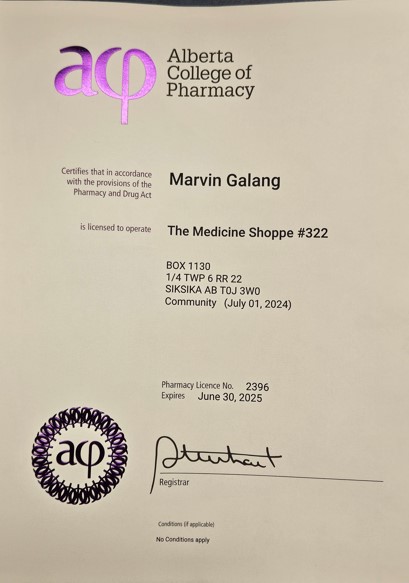 acp
Alberta
College of
Pharmacy
Certifies that in accordance
with the provisions of the
Pharmacy and Drug Act
Marvin Galang
is licensed to operate
The Medicine Shoppe #322
BOX 1130
1/4 TWP 6 RR 22
SIKSIKA AB T0J 3W0
Community (July 01, 2024)
Pharmacy Licence No. 2396
Expires June 30, 2025
acp
Registrar
Conditions (if applicable)
No Conditions apply